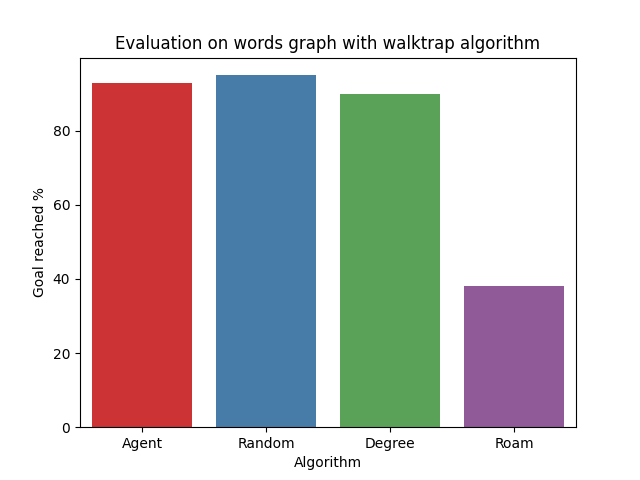 Evaluation on words graph with walktrap algorithm
Goal reached %
80
60
40
20
0
Agent Random Degree Roam
Algorithm